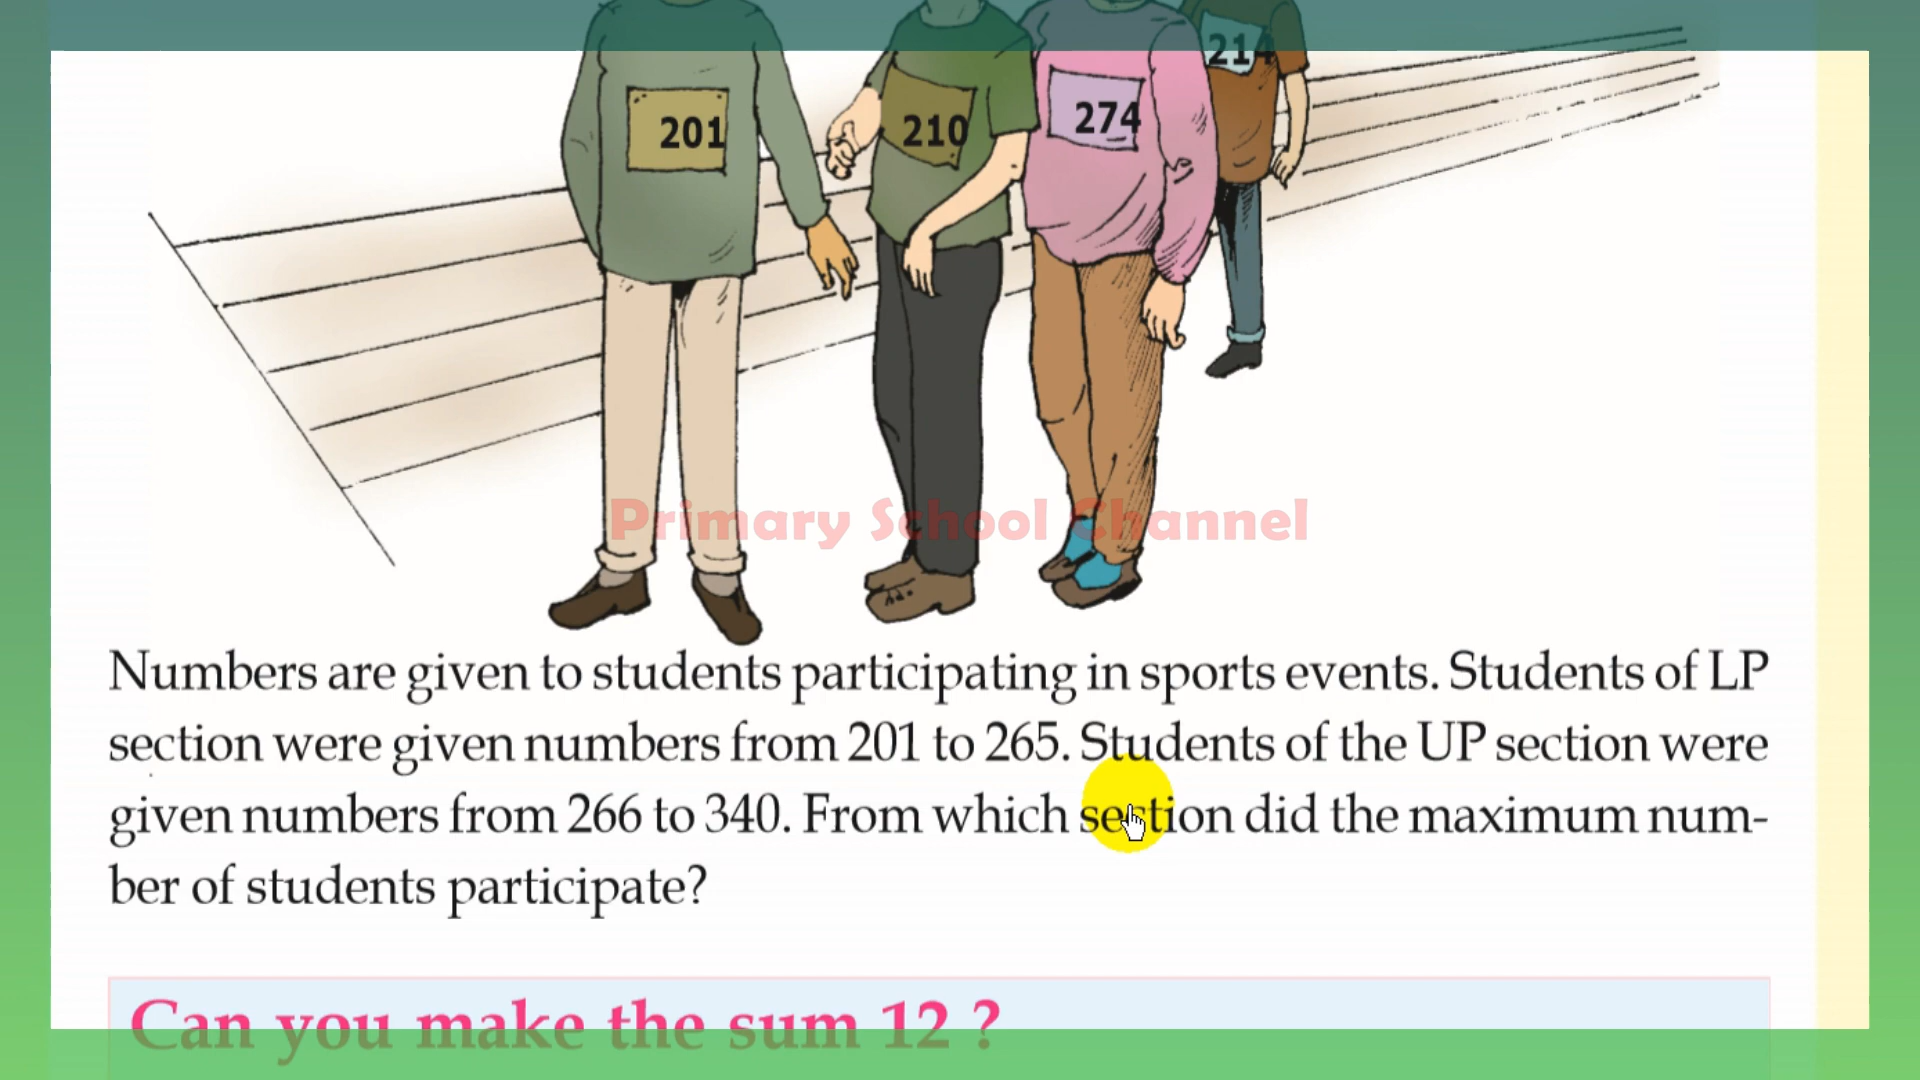 201
210
274
214
Primary School Channel
Numbers are given to students participating in sports events. Students of LP
section were given numbers from 201 to 265. Students of the UP section were
given numbers from 266 to 340. From which section did the maximum num-
ber of students participate?
Can you make the sum 12 ?